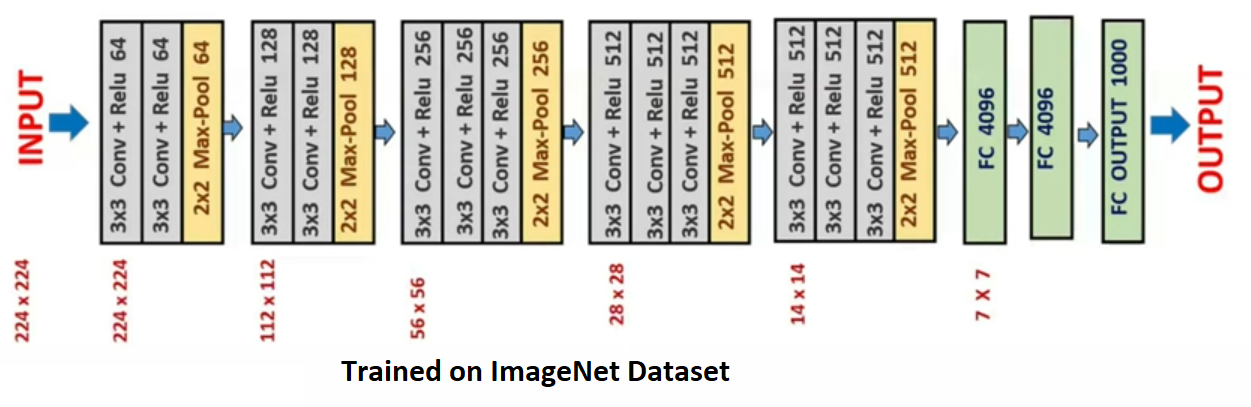 INPUT
3x3 Conv + Relu 64
3x3 Conv + Relu 64
2x2 Max-Pool 64
3x3 Conv + Relu 128
3x3 Conv + Relu 128
2x2 Max-Pool 128
3x3 Conv + Relu 256
3x3 Conv + Relu 256
3x3 Conv + Relu 256
2x2 Max-Pool 256
3x3 Conv + Relu 512
3x3 Conv + Relu 512
3x3 Conv + Relu 512
2x2 Max-Pool 512
3x3 Conv + Relu 512
3x3 Conv + Relu 512
3x3 Conv + Relu 512
2x2 Max-Pool 512
FC 4096
FC 4096
FC OUTPUT 1000
OUTPUT
224 x 224
224 x 224
112 x 112
56 x 56
28 x 28
14 x 14
7 X 7
Trained on ImageNet Dataset